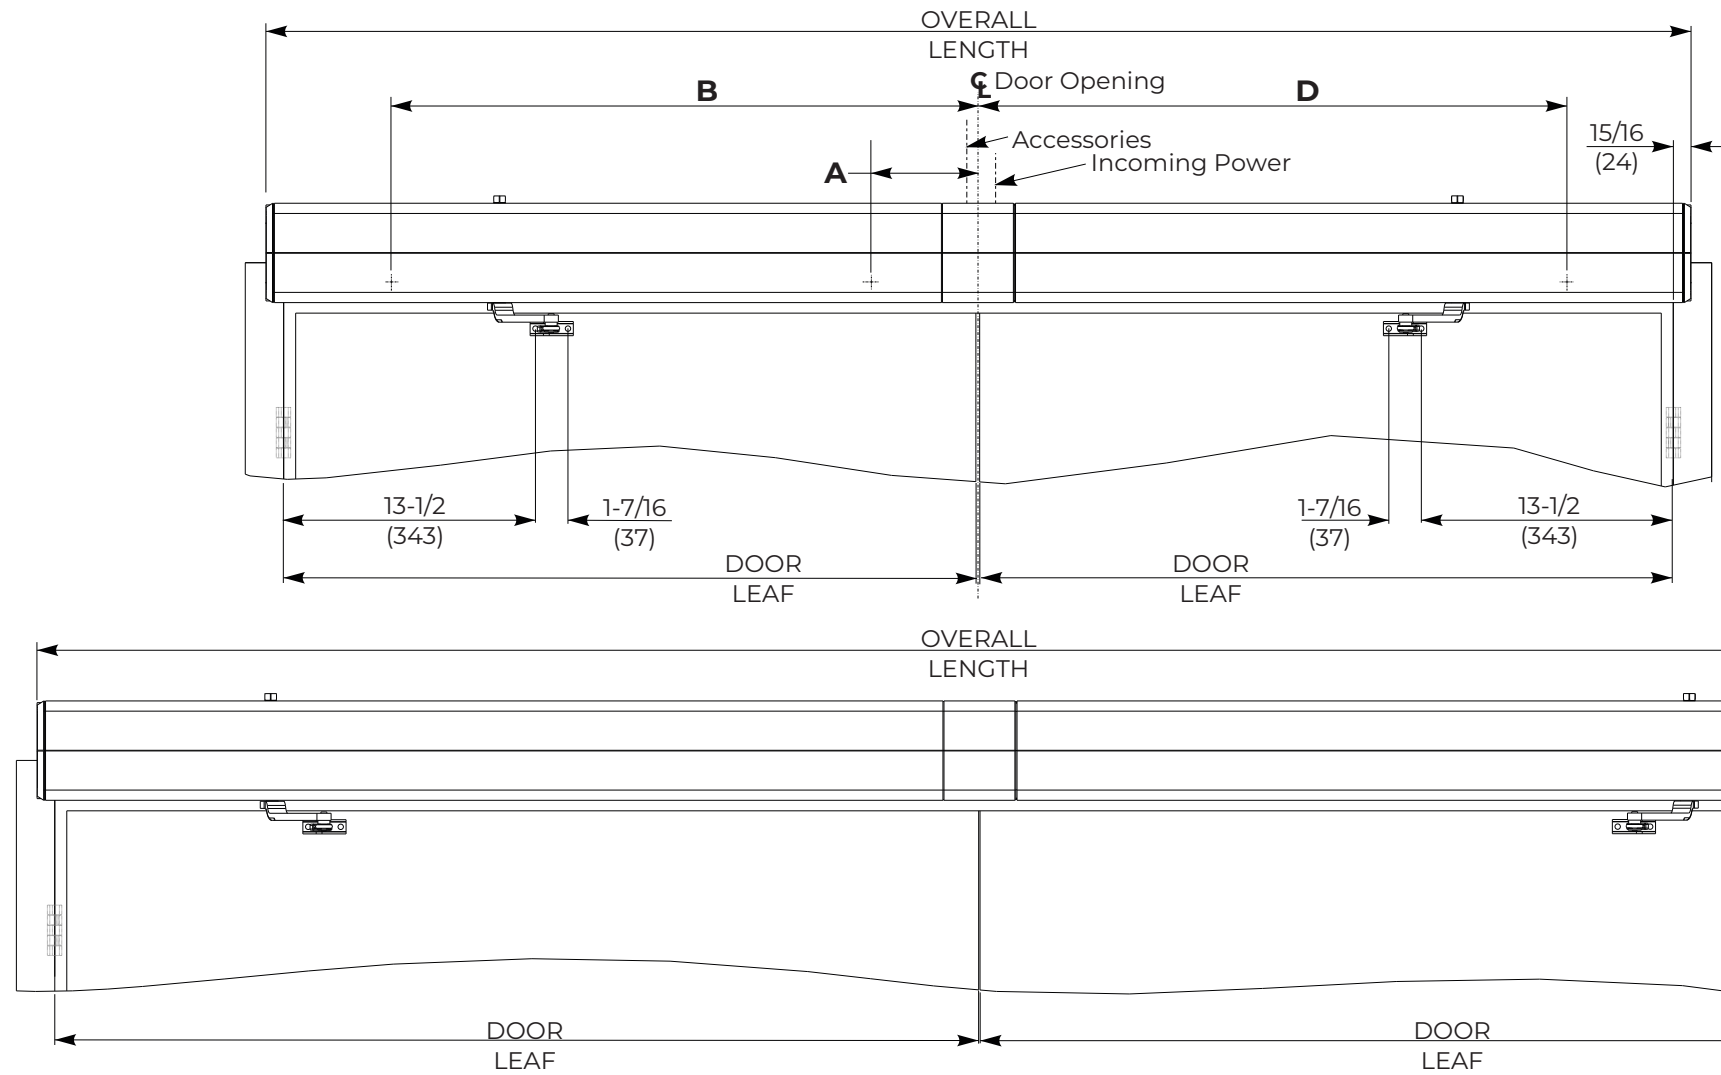 OVERALL
LENGTH
℄ Door Opening
B
D
Accessories
15/16
(24)
Incoming Power
A
13-1/2
(343)
1-7/16
(37)
1-7/16
(37)
13-1/2
(343)
DOOR
LEAF
DOOR
LEAF
OVERALL
LENGTH
DOOR
LEAF
DOOR
LEAF